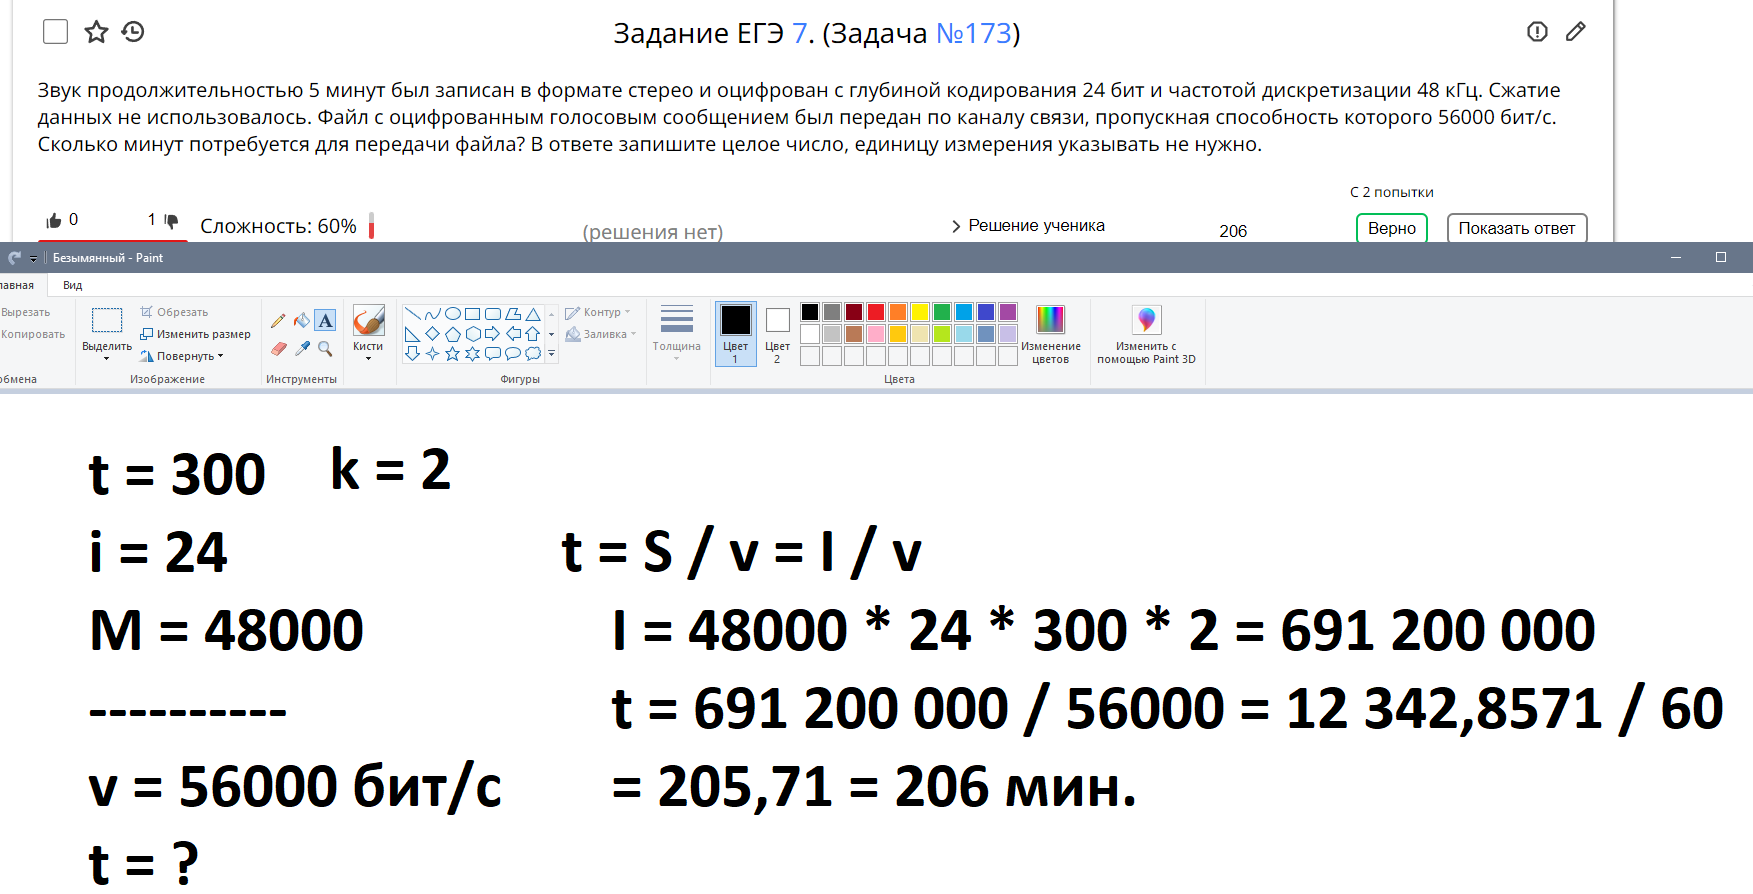 Задание ЕГЭ 7. (Задача №173)
Звук продолжительностью 5 минут был записан в формате стерео и оцифрован с глубиной кодирования 24 бит и частотой дискретизации 48 кГц. Сжатие
данных не использовалось. Файл с оцифрованным голосовым сообщением был передан по каналу связи, пропускная способность которого 56000 бит/с.
Сколько минут потребуется для передачи файла? В ответе запишите целое число, единицу измерения указывать не нужно.
С 2 попытки
0 1 Сложность: 60% (решения нет) Решение ученика 206 Верно Показать ответ
Безымянный - Paint
лавная Вид
Вырезать
Копировать
обмена
Выделить
Обрезать
Изменить размер
Повернуть
Изображение
A
Инструменты
Кисти
Контур
Заливка
Фигуры
Толщина
Цвет
1
Цвет
2
Изменение
цветов
Цвета
Изменить с
помощью Paint 3D
t = 300 k = 2
i = 24 t = S / v = I / v
M = 48000 I = 48000 * 24 * 300 * 2 = 691 200 000
---------- t = 691 200 000 / 56000 = 12 342,8571 / 60
v = 56000 бит/с = 205,71 = 206 мин.
t = ?